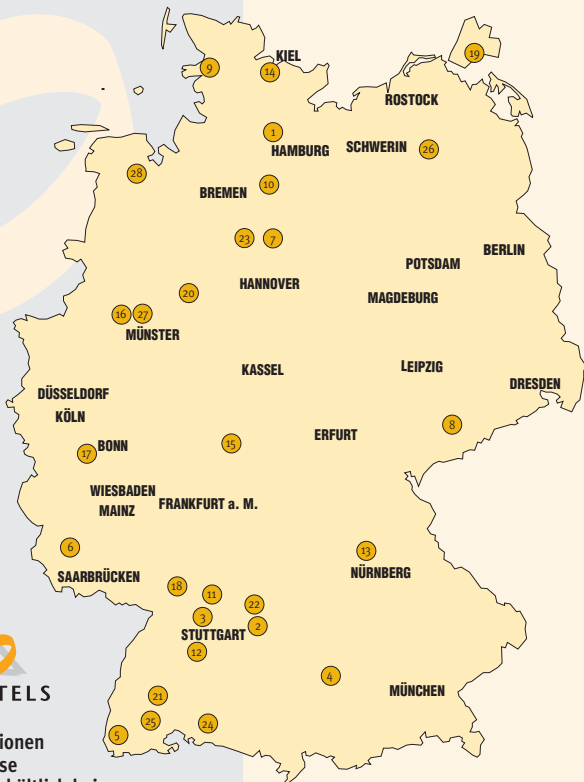 19
KIEL
9
14
ROSTOCK
1
HAMBURG
SCHWERIN
26
28
BREMEN
10
23
7
BERLIN
POTSDAM
HANNOVER
MAGDEBURG
20
16
27
MÜNSTER
KASSEL
LEIPZIG
DRESDEN
DÜSSELDORF
KÖLN
8
ERFURT
15
BONN
17
WIESBADEN
MAINZ
FRANKFURT a. M.
6
13
NÜRNBERG
SAARBRÜCKEN
18
11
22
3
2
STUTTGART
12
4
MÜNCHEN
21
TELS
25
24
5
ionen
se